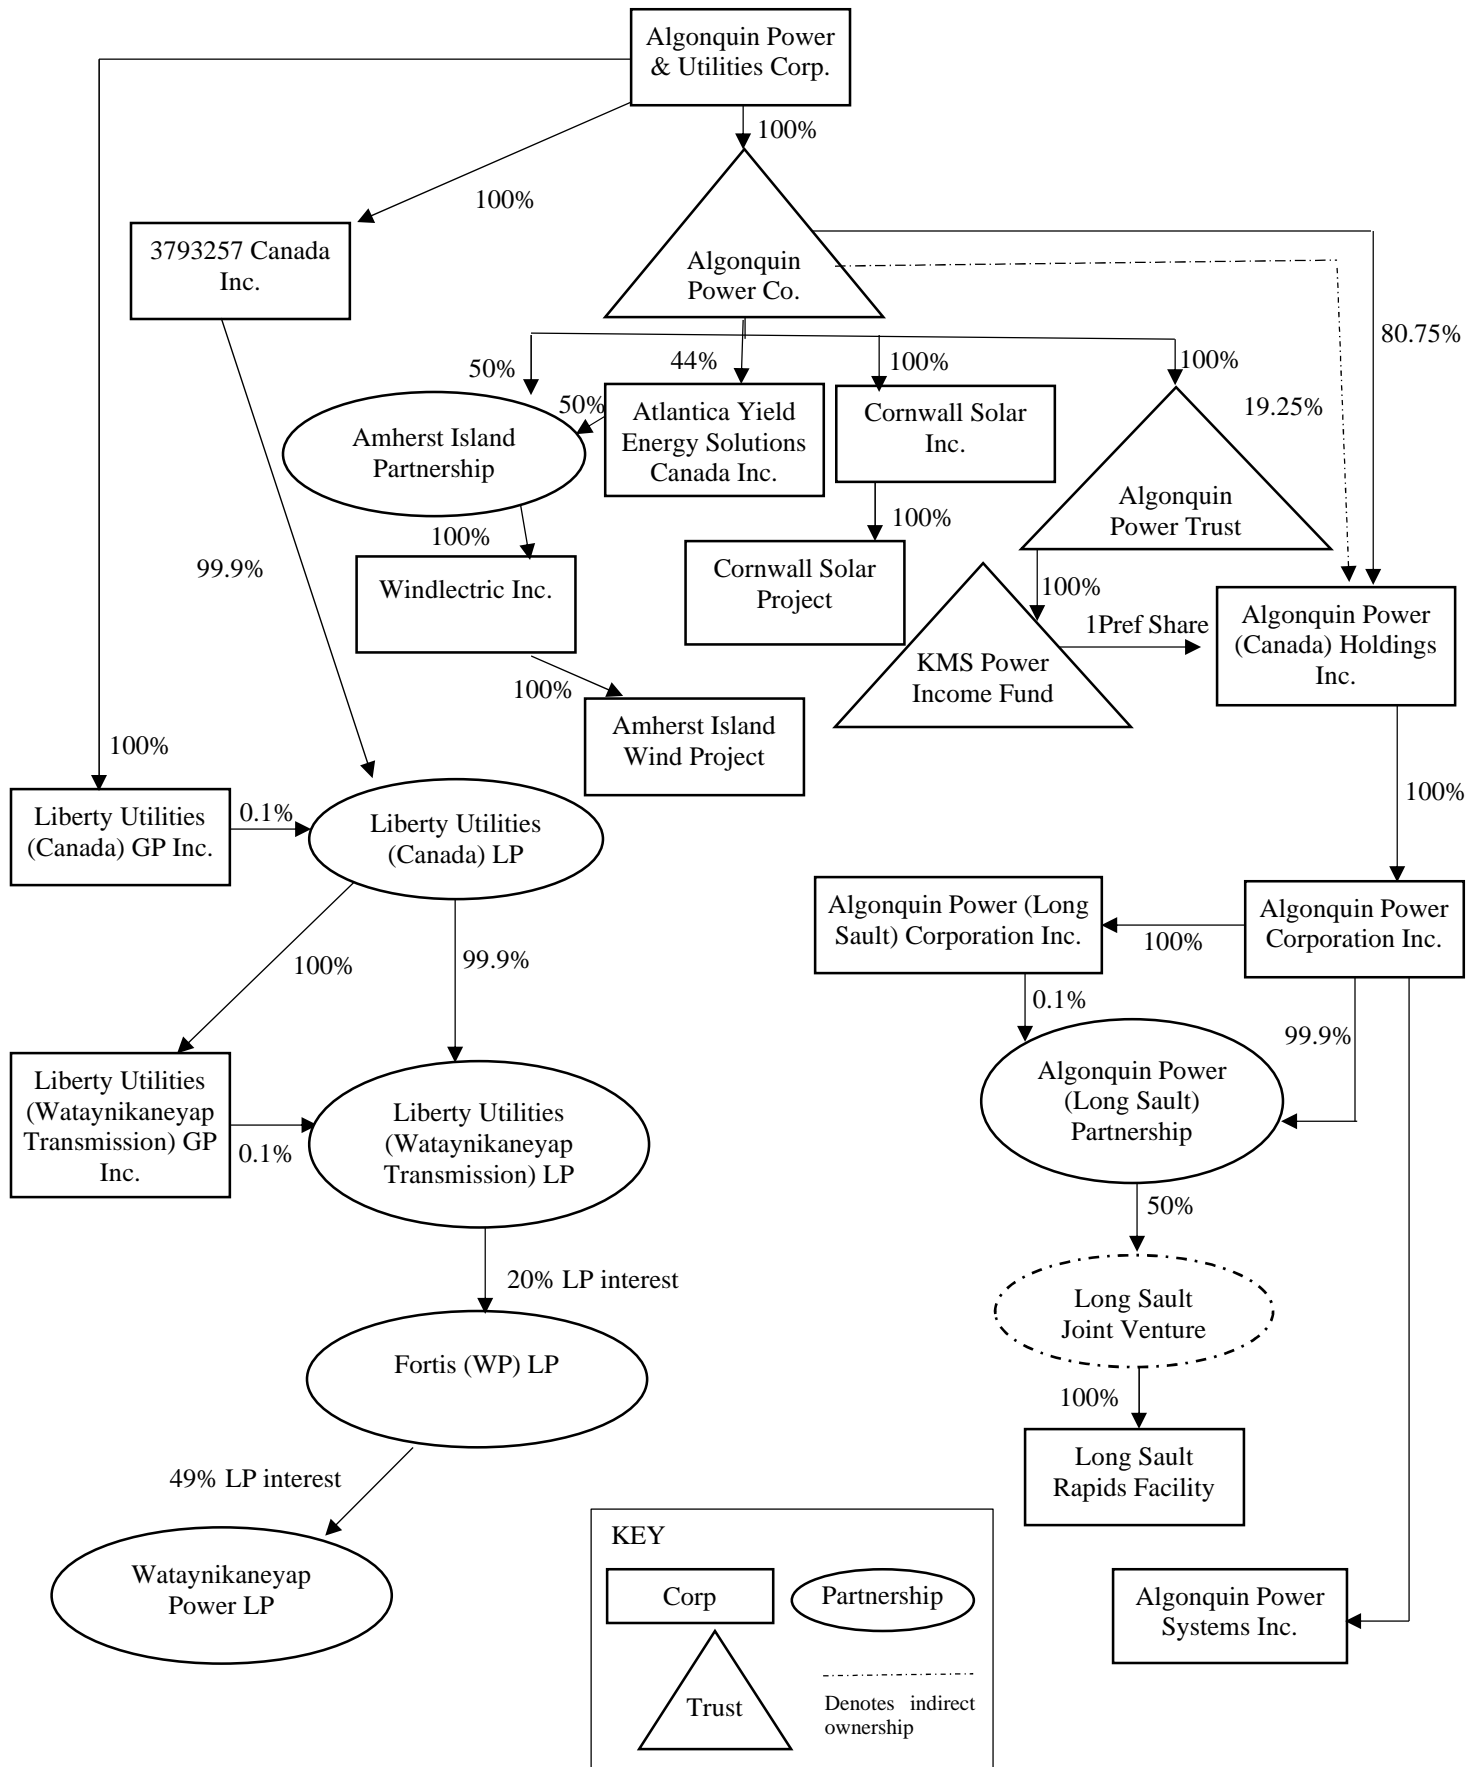 Algonquin Power
& Utilities Corp.
100%
100%
3793257 Canada
Inc.
Algonquin
Power Co.
80.75%
19.25%
50%
44%
100%
100%
50%
Amherst Island
Partnership
Atlantica Yield
Energy Solutions
Canada Inc.
Cornwall Solar
Inc.
Algonquin
Power Trust
100%
100%
99.9%
Windlectric Inc.
Cornwall Solar
Project
100%
1Pref Share
KMS Power
Income Fund
Algonquin Power
(Canada) Holdings
Inc.
100%
Amherst Island
Wind Project
100%
100%
Liberty Utilities
(Canada) GP Inc.
0.1%
Liberty Utilities
(Canada) LP
Algonquin Power (Long
Sault) Corporation Inc.
100%
Algonquin Power
Corporation Inc.
100%
99.9%
0.1%
99.9%
Liberty Utilities
(Wataynikaneyap
Transmission) GP
Inc.
0.1%
Liberty Utilities
(Wataynikaneyap
Transmission) LP
Algonquin Power
(Long Sault)
Partnership
50%
20% LP interest
Long Sault
Joint Venture
Fortis (WP) LP
100%
49% LP interest
Long Sault
Rapids Facility
Wataynikaneyap
Power LP
KEY
Corp
Partnership
Trust
Denotes indirect
ownership
Algonquin Power
Systems Inc.